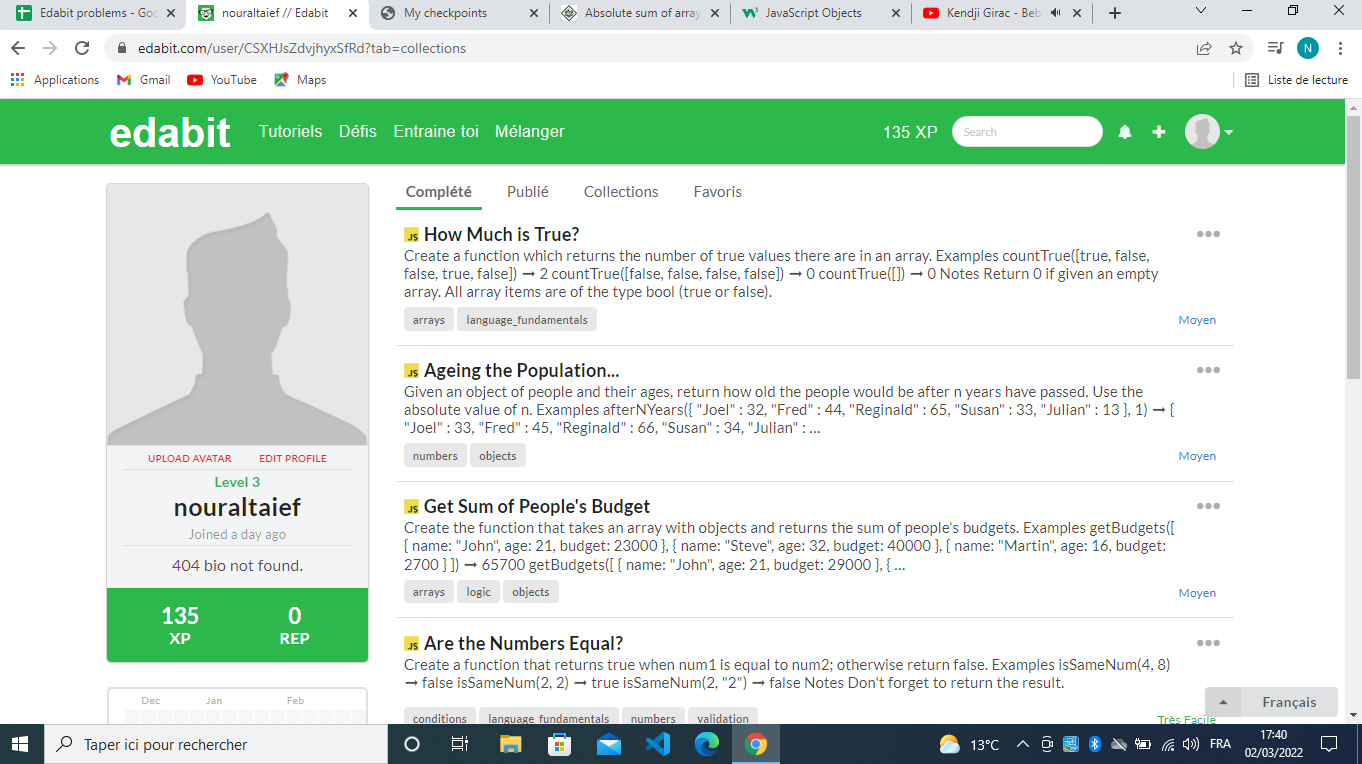 Edabit problems - Goo
nouraltaief // Edabit
My checkpoints
Absolute sum of array
JavaScript Objects
Kendji Girac - Beb
edabit.com/user/CSXHJsZdvjhyxSfRd?tab=collections
N
Applications
Gmail
YouTube
Maps
Liste de lecture
edabit
Tutoriels
Défis
Entraine toi
Mélanger
135 XP
Search
Complété
Publié
Collections
Favoris
JS How Much is True?
Create a function which returns the number of true values there are in an array. Examples countTrue([true, false,
false, true, false]) ➞ 2 countTrue([false, false, false, false]) ➞ 0 countTrue([]) ➞ 0 Notes Return 0 if given an empty
array. All array items are of the type bool (true or false).
arrays
language_fundamentals
Moyen
JS Ageing the Population...
Given an object of people and their ages, return how old the people would be after n years have passed. Use the
absolute value of n. Examples afterNYears({ "Joel" : 32, "Fred" : 44, "Reginald" : 65, "Susan" : 33, "Julian" : 13 }, 1) ➞ {
"Joel" : 33, "Fred" : 45, "Reginald" : 66, "Susan" : 34, "Julian" : ...
numbers
objects
Moyen
JS Get Sum of People's Budget
Create the function that takes an array with objects and returns the sum of people's budgets. Examples getBudgets([
{ name: "John", age: 21, budget: 23000 }, { name: "Steve", age: 32, budget: 40000 }, { name: "Martin", age: 16, budget:
2700 } ]) ➞ 65700 getBudgets([ { name: "John", age: 21, budget: 29000 }, { ...
arrays
logic
objects
Moyen
JS Are the Numbers Equal?
Create a function that returns true when num1 is equal to num2; otherwise return false. Examples isSameNum(4, 8)
➞ false isSameNum(2, 2) ➞ true isSameNum(2, "2") ➞ false Notes Don't forget to return the result.
conditions
language_fundamentals
numbers
validation
Très Facile
UPLOAD AVATAR
EDIT PROFILE
Level 3
nouraltaief
Joined a day ago
404 bio not found.
135
XP
0
REP
Dec
Jan
Feb
Français
Taper ici pour rechercher
13°C
FRA
17:40
02/03/2022